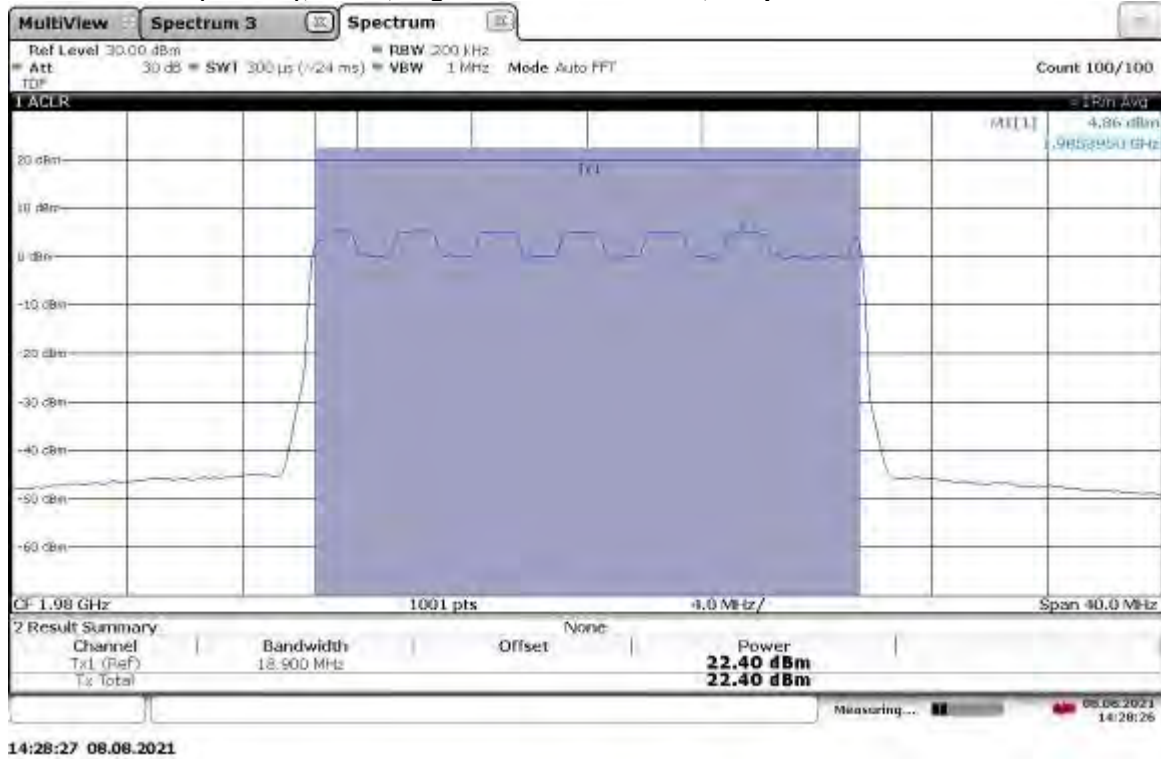 MultiView Spectrum 3 Spectrum
Ref Level 30.00 dBm RBW 200 kHz
Att 30 dB SWT 300 µs (~24 ms) VBW 1 MHz Mode Auto FFT Count 100/100
TDF
1 ACLR 1Rm Avg
M1[1] 4.86 dBm
1.9853950 GHz
20 dBm
Tx1
10 dBm
0 dBm
-10 dBm
-20 dBm
-30 dBm
-40 dBm
-50 dBm
-60 dBm
CF 1.98 GHz 1001 pts 4.0 MHz/ Span 40.0 MHz
2 Result Summary None
Channel Bandwidth Offset Power
Tx1 (Ref) 18.900 MHz 22.40 dBm
Tx Total 22.40 dBm
Measuring... 08.08.2021
14:28:26
14:28:27 08.08.2021